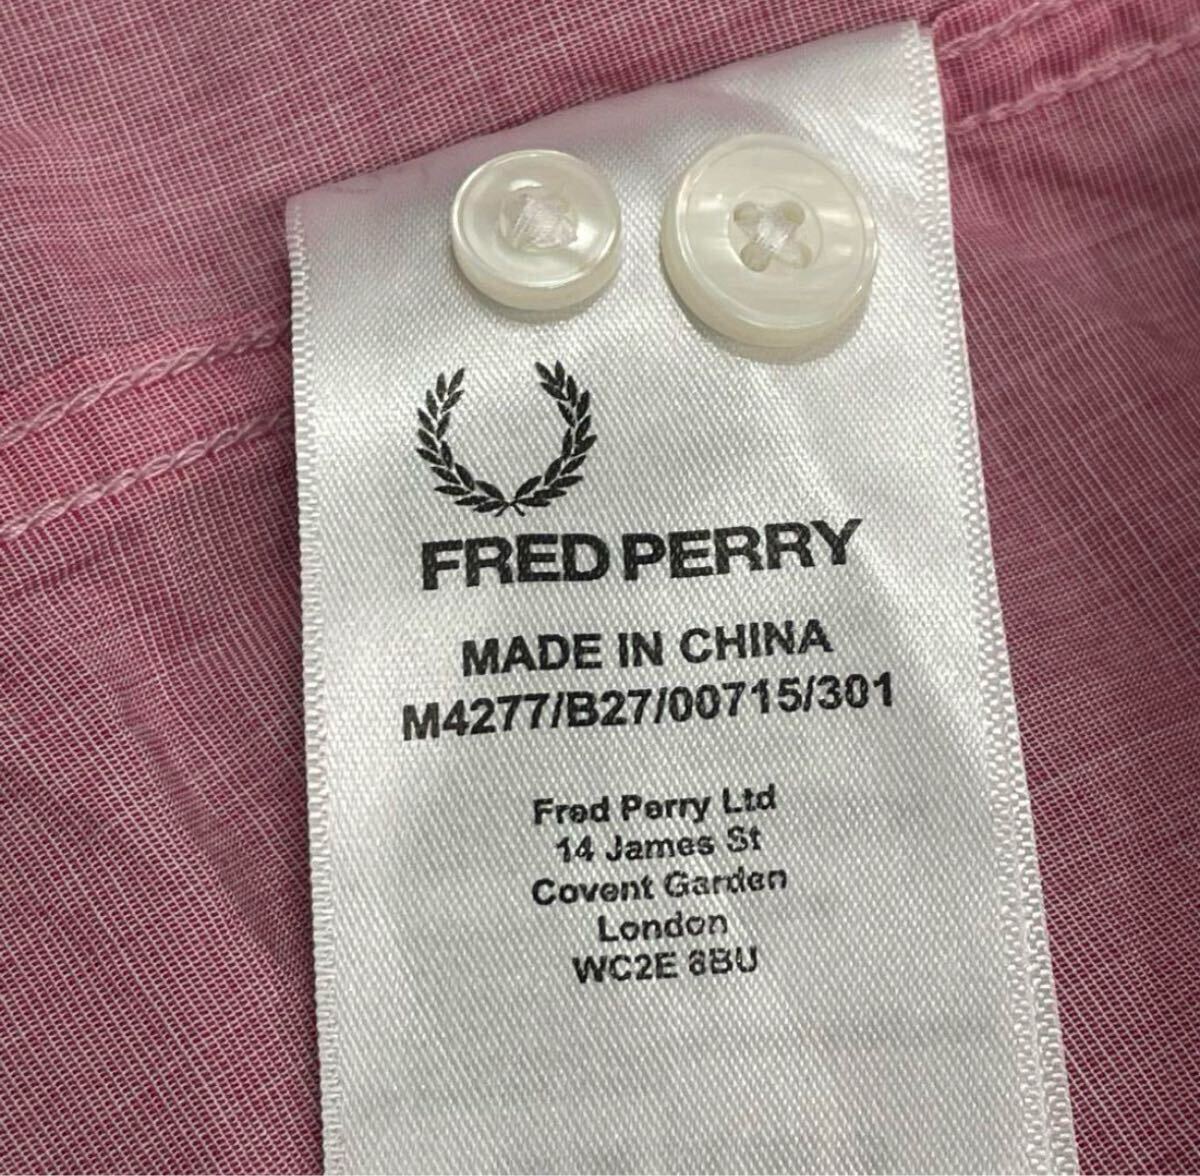 FRED PERRY
MADE IN CHINA
M4277/B27/00715/301
Fred Perry Ltd
14 James St
Covent Garden
London
WC2E 8BU